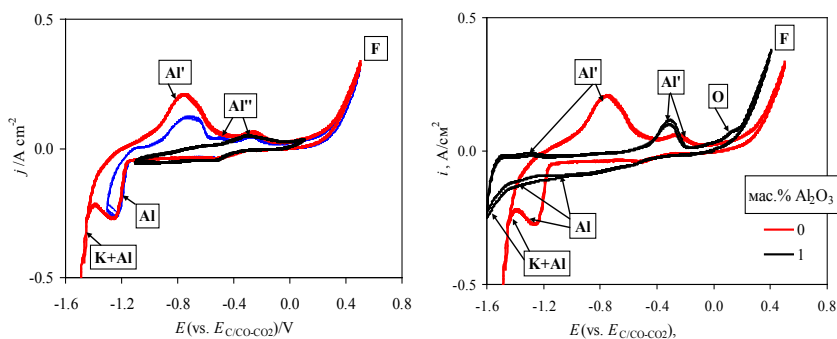 0.5
0.0
-0.5
j/A cm-2
-1.6 -1.2 -0.8 -0.4 0.0 0.4 0.8
E(vs. EC/CO-CO2)/V
Al'
Al''
F
Al
K+Al
0.5
0.0
-0.5
i , А/см2
-1.6 -1.2 -0.8 -0.4 0.0 0.4 0.8
E(vs. EC/CO-CO2),
F
Al'
Al'
O
Al
K+Al
мас.% Al2O3
0
1